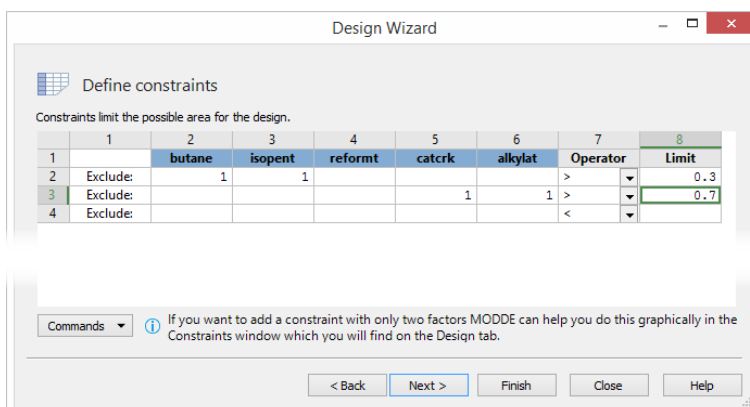 Design Wizard
Define constraints
Constraints limit the possible area for the design.
1 2 3 4 5 6 7 8
1 butane isopent reformt catcrk alkylat Operator Limit
2 Exclude: 1 1 > 0.3
3 Exclude: 1 1 > 0.7
4 Exclude: <
Commands
If you want to add a constraint with only two factors MODDE can help you do this graphically in the
Constraints window which you will find on the Design tab.
< Back Next > Finish Close Help